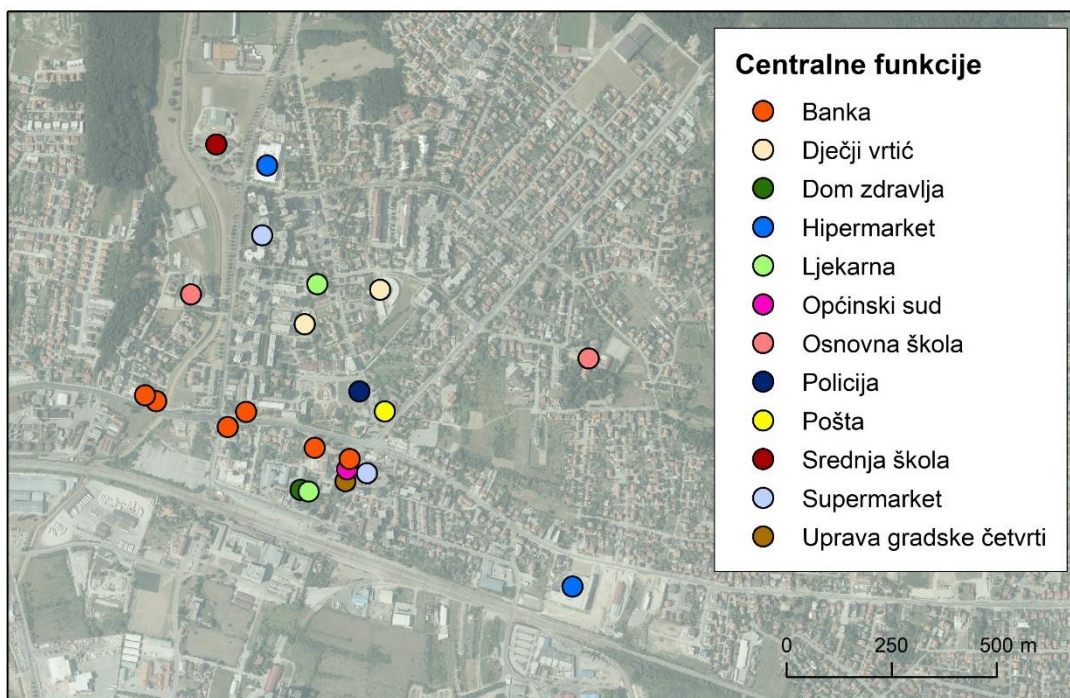 Centralne funkcije
Banka
Dječji vrtić
Dom zdravlja
Hipermarket
Ljekarna
Općinski sud
Osnovna škola
Policija
Pošta
Srednja škola
Supermarket
Uprava gradske četvrti
0 250 500 m